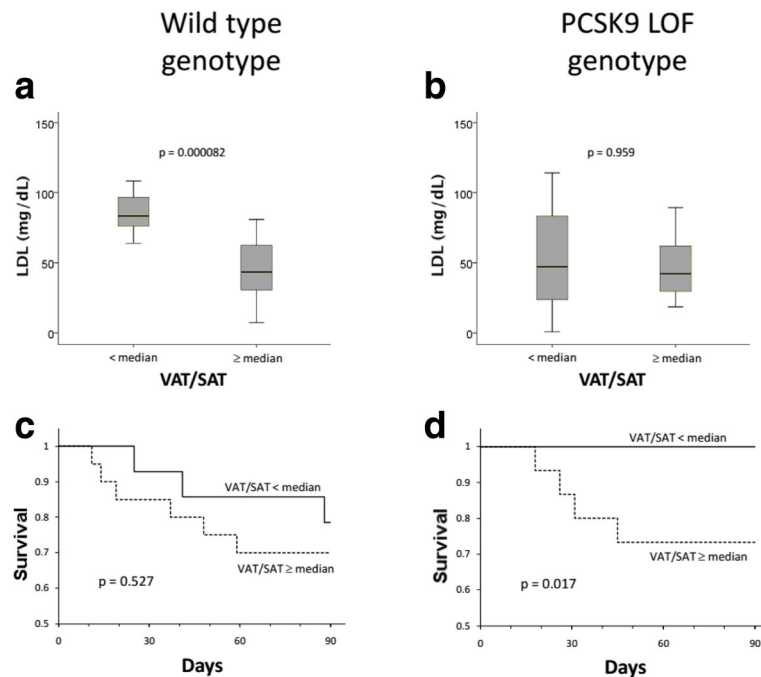 Wild type
genotype
PCSK9 LOF
genotype
a
150
100
50
0
LDL (mg/dL)
p = 0.000082
< median
≥ median
VAT/SAT
b
150
100
50
0
LDL (mg/dL)
p = 0.959
< median
≥ median
VAT/SAT
c
1
0.9
0.8
0.7
0.6
0.5
Survival
VAT/SAT < median
VAT/SAT ≥ median
p = 0.527
0
30
60
90
Days
d
1
0.9
0.8
0.7
0.6
0.5
Survival
VAT/SAT < median
VAT/SAT ≥ median
p = 0.017
0
30
60
90
Days